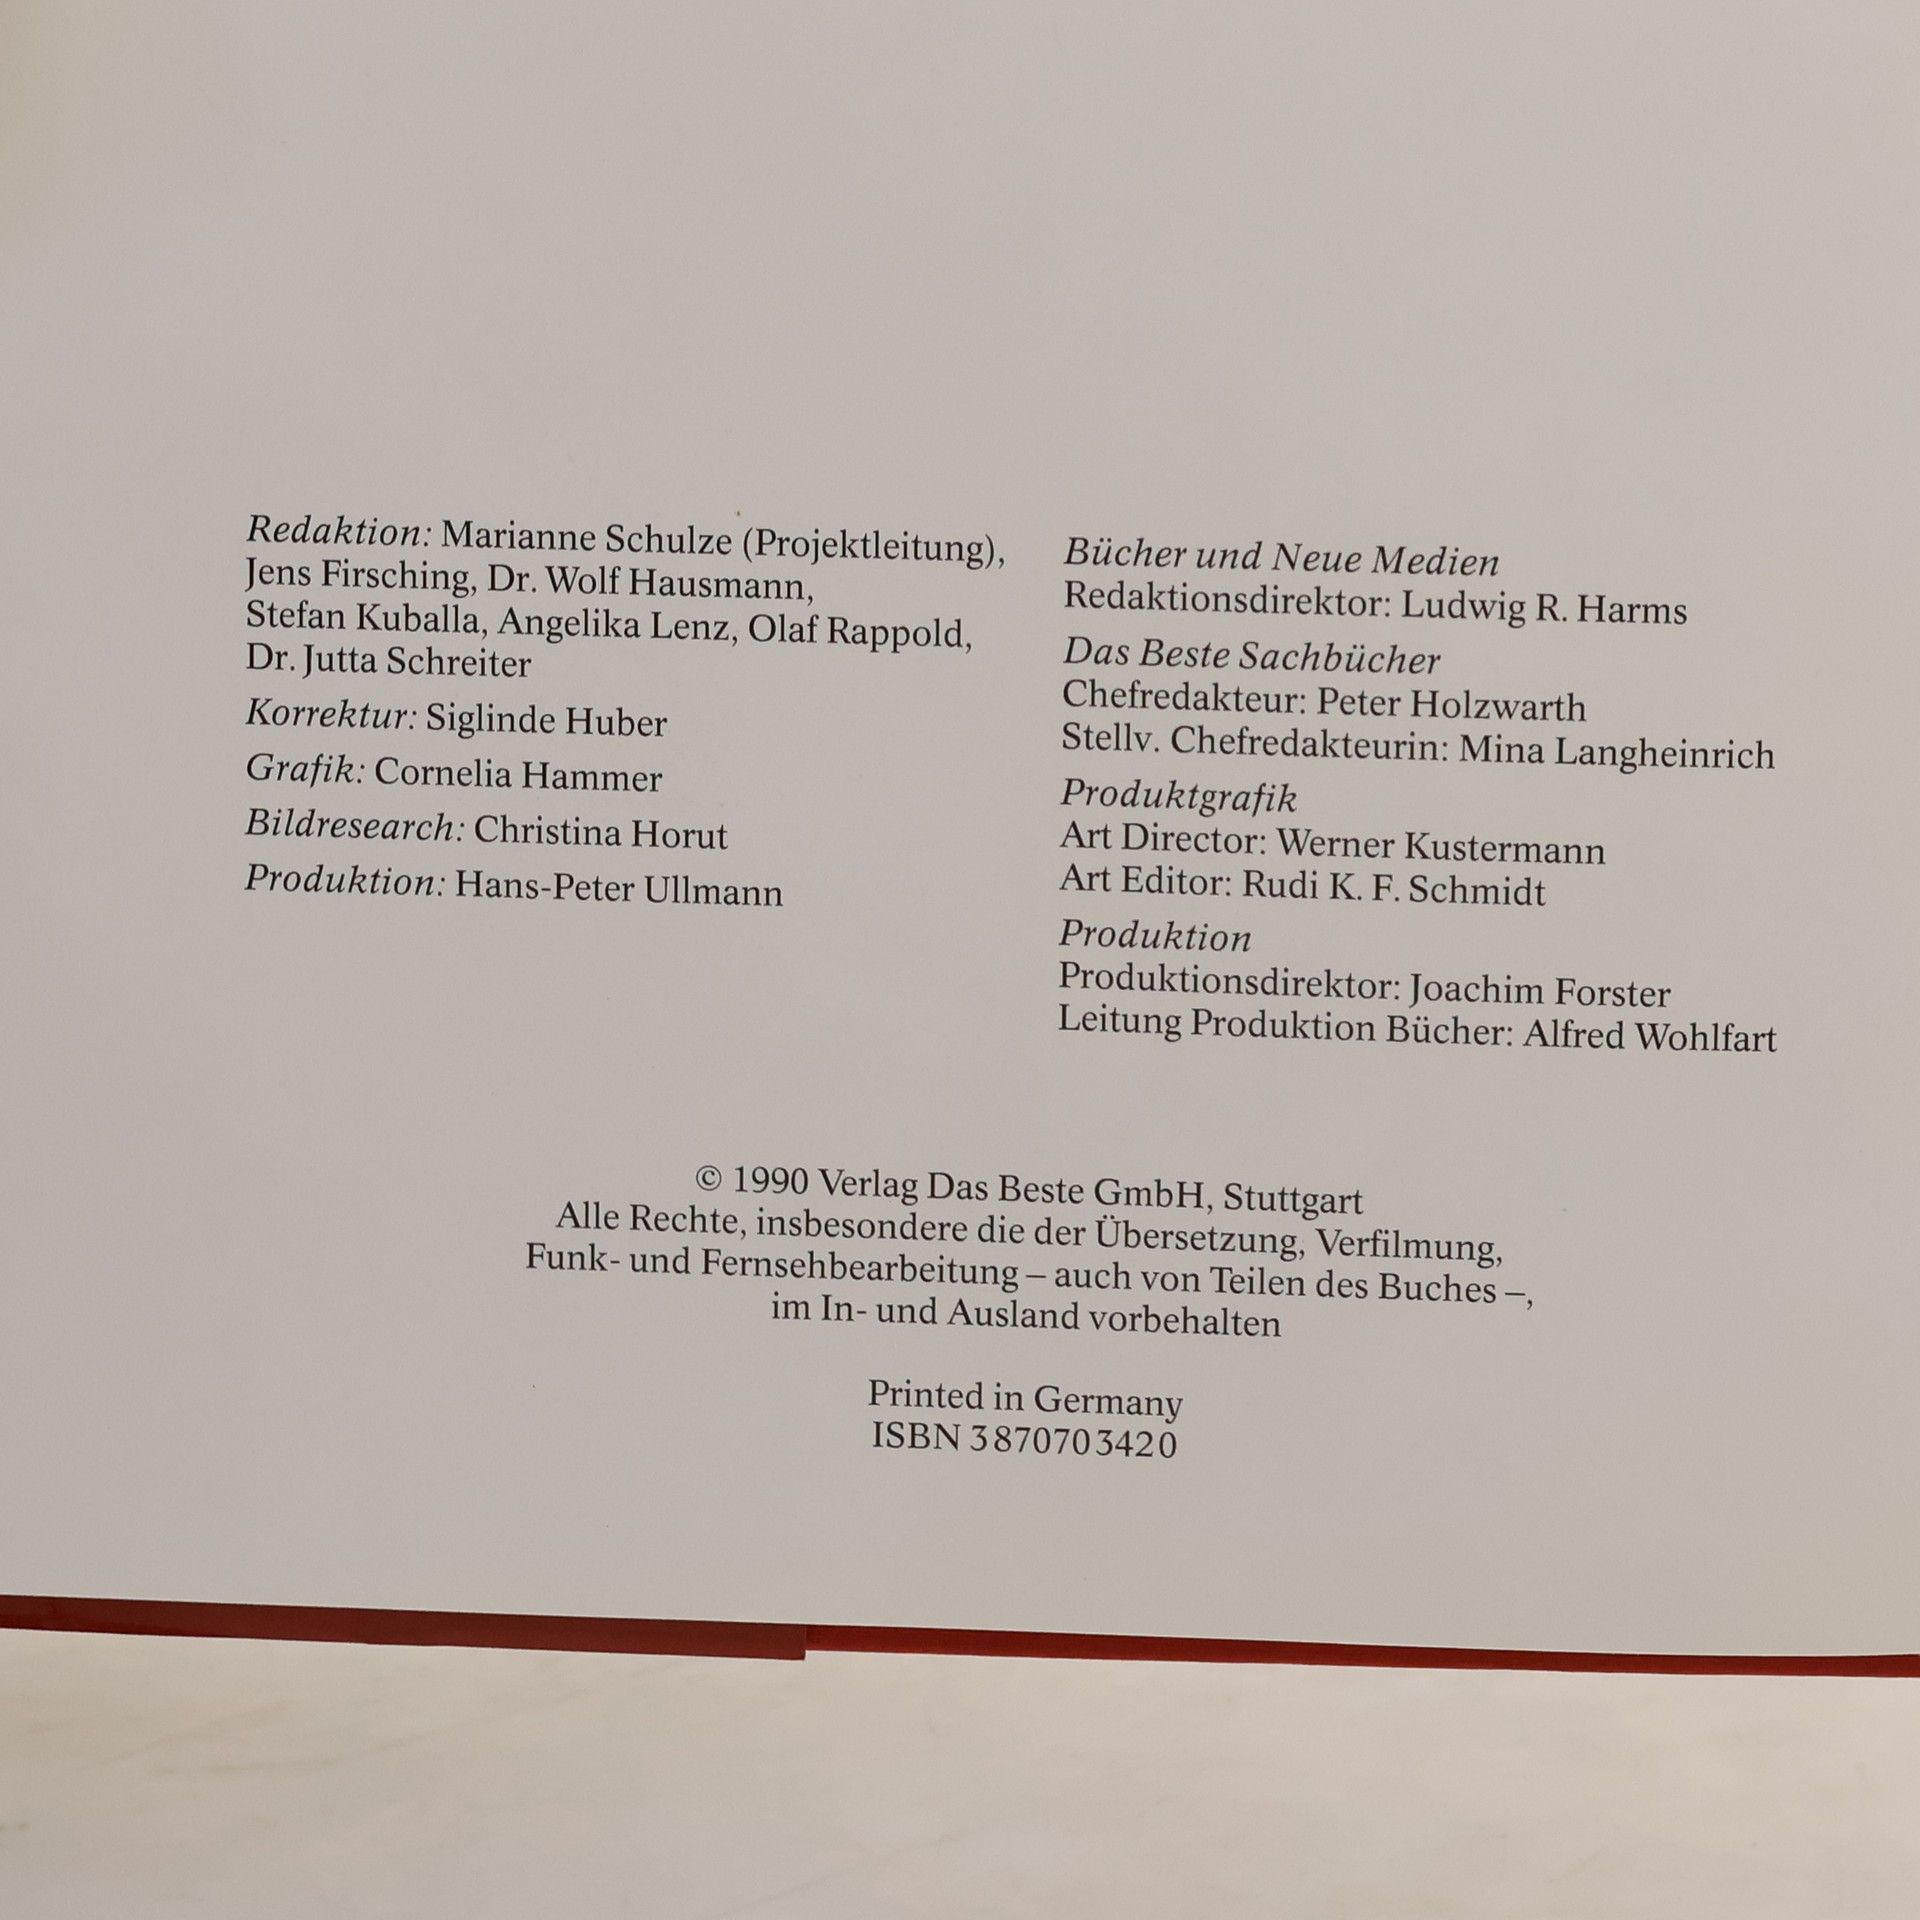 Redaktion: Marianne Schulze (Projektleitung),
Jens Firsching, Dr. Wolf Hausmann,
Stefan Kuballa, Angelika Lenz, Olaf Rappold,
Dr. Jutta Schreiter
Korrektur: Siglinde Huber
Grafik: Cornelia Hammer
Bildresearch: Christina Horut
Produktion: Hans-Peter Ullmann
Bücher und Neue Medien
Redaktionsdirektor: Ludwig R. Harms
Das Beste Sachbücher
Chefredakteur: Peter Holzwarth
Stellv. Chefredakteurin: Mina Langheinrich
Produktgrafik
Art Director: Werner Kustermann
Art Editor: Rudi K. F. Schmidt
Produktion
Produktionsdirektor: Joachim Forster
Leitung Produktion Bücher: Alfred Wohlfart
© 1990 Verlag Das Beste GmbH, Stuttgart
Alle Rechte, insbesondere die der Übersetzung, Verfilmung,
Funk- und Fernsehbearbeitung – auch von Teilen des Buches –,
im In- und Ausland vorbehalten
Printed in Germany
ISBN 3 87070 342 0